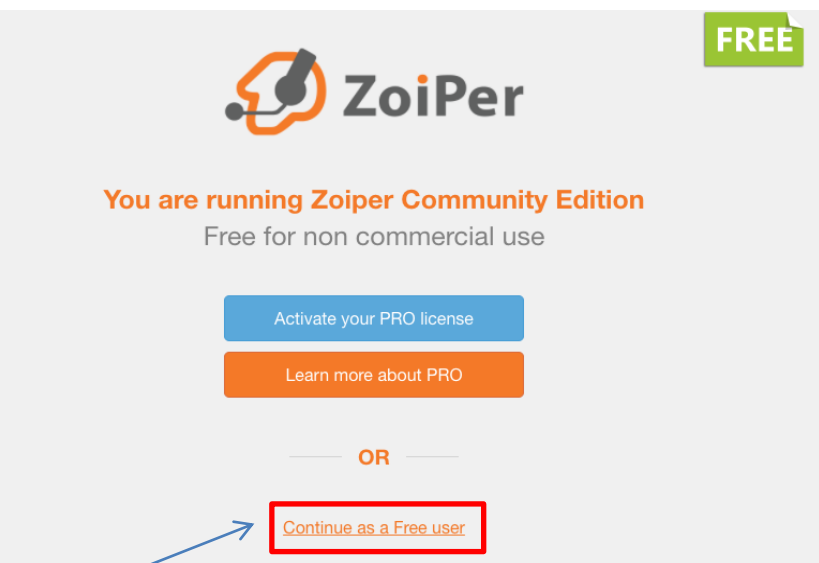 FREE
ZoiPer
You are running Zoiper Community Edition
Free for non commercial use
Activate your PRO license
Learn more about PRO
OR
Continue as a Free user